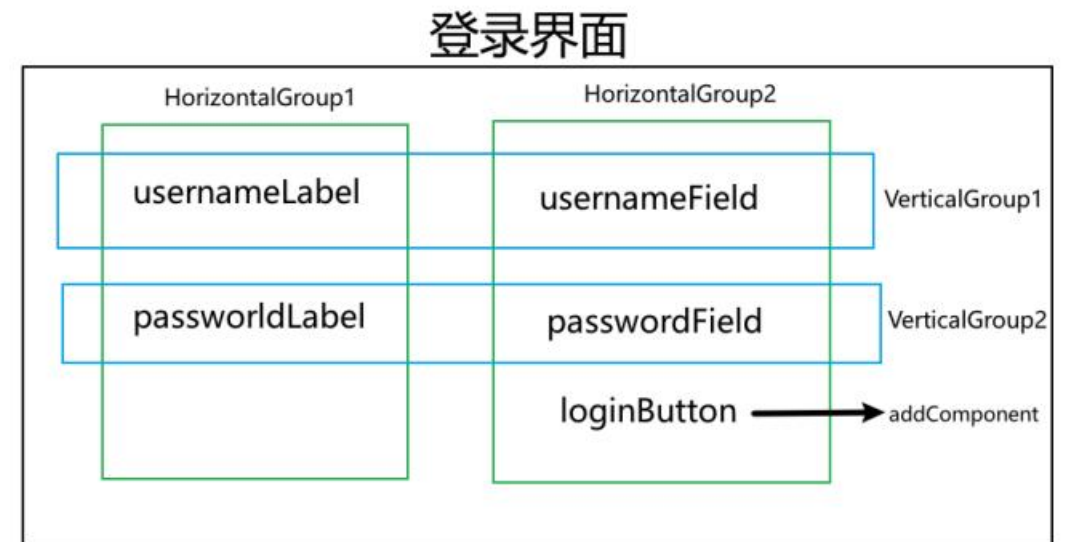 登录界面
HorizontalGroup1 HorizontalGroup2
usernameLabel usernameField VerticalGroup1
passworldLabel passwordField VerticalGroup2
loginButton addComponent